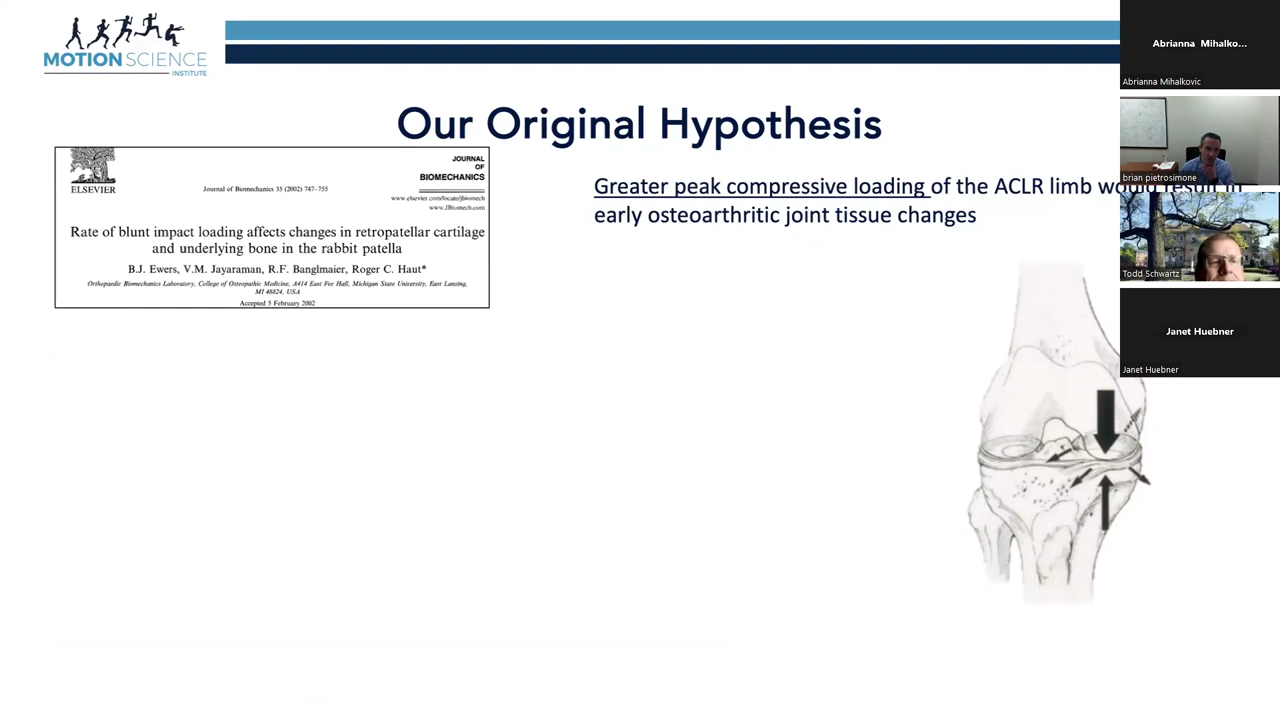 MOTION SCIENCE
INSTITUTE
Our Original Hypothesis
ELSEVIER
Journal of Biomechanics 35 (2002) 747–755
JOURNAL
OF
BIOMECHANICS
www.elsevier.com/locate/jbiomech
www.JBiomech.com
Rate of blunt impact loading affects changes in retropatellar cartilage
and underlying bone in the rabbit patella
B.J. Ewers, V.M. Jayaraman, R.F. Banglmaier, Roger C. Haut*
Orthopaedic Biomechanics Laboratory, College of Osteopathic Medicine, A414 East Fee Hall, Michigan State University, East Lansing,
MI 48824, USA
Accepted 5 February 2002
Greater peak compressive loading of the ACLR limb would result in
early osteoarthritic joint tissue changes
Abrianna Mihalko...
Abrianna Mihalkovic
brian pietrosimone
Todd Schwartz
Janet Huebner
Janet Huebner